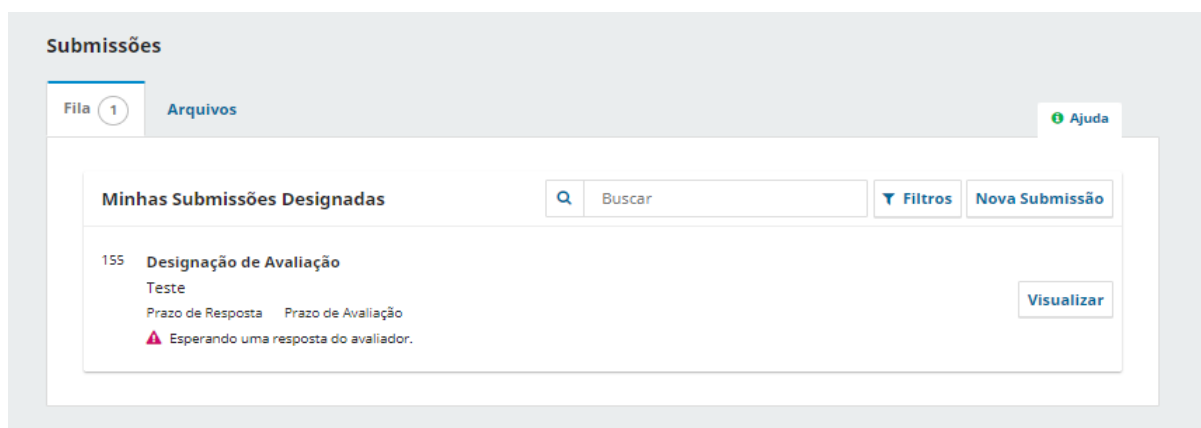 Submissões
Fila 1 Arquivos
Ajuda
Minhas Submissões Designadas Buscar Filtros Nova Submissão
155 Designação de Avaliação
Teste
Visualizar
Prazo de Resposta Prazo de Avaliação
Esperando uma resposta do avaliador.